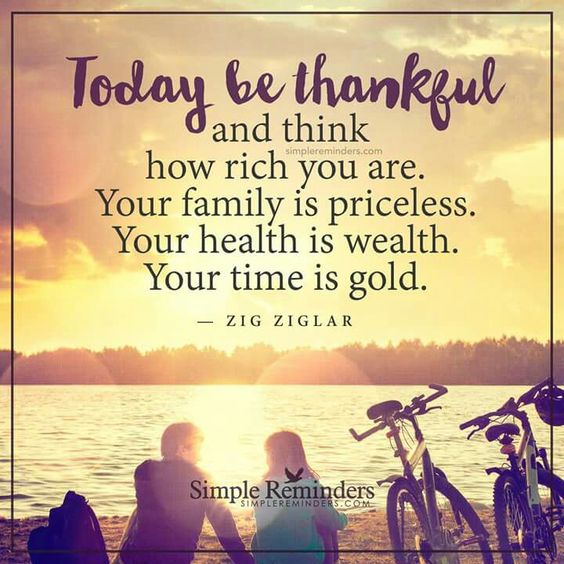 Today be thankful
and think
simplereminders.com
how rich you are.
Your family is priceless.
Your health is wealth.
Your time is gold.
— ZIG ZIGLAR
Simple Reminders
SIMPLEREMINDERS.COM